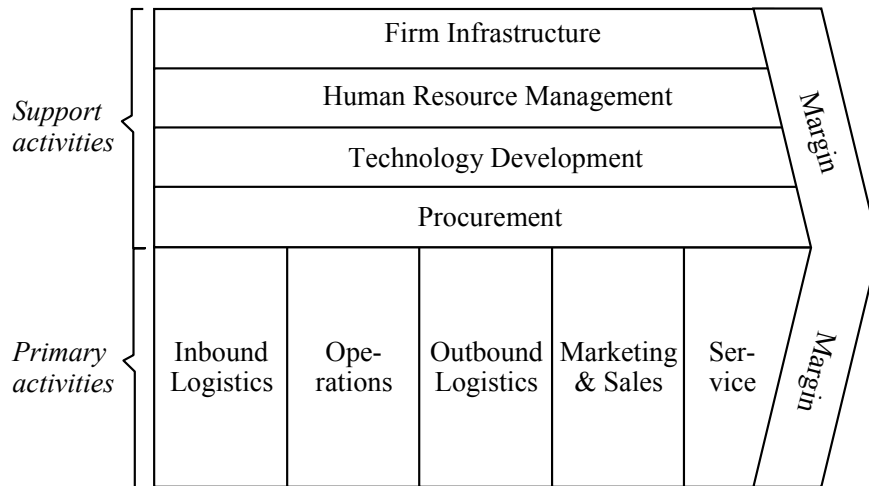 Firm Infrastructure
Human Resource Management
Technology Development
Procurement
Support
activities
Margin
Primary
activities
Inbound
Logistics
Ope-
rations
Outbound
Logistics
Marketing
& Sales
Ser-
vice
Margin